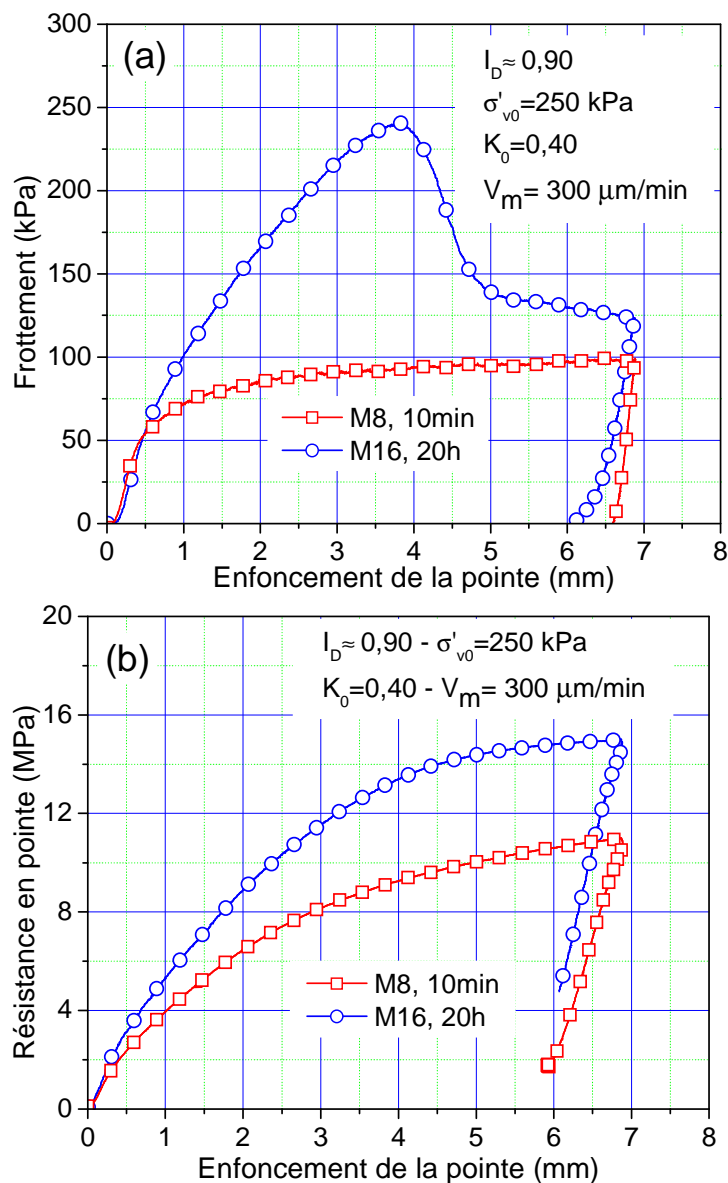 (a)
I_D≈ 0,90
σ'_v0=250 kPa
K_0=0,40
V_m= 300 μm/min
300
250
200
150
100
50
0
Frottement (kPa)
M8, 10min
M16, 20h
0 1 2 3 4 5 6 7 8
Enfoncement de la pointe (mm)
(b)
I_D≈ 0,90 - σ'_v0=250 kPa
K_0=0,40 - V_m= 300 μm/min
20
16
12
8
4
0
Résistance en pointe (MPa)
M8, 10min
M16, 20h
0 1 2 3 4 5 6 7 8
Enfoncement de la pointe (mm)